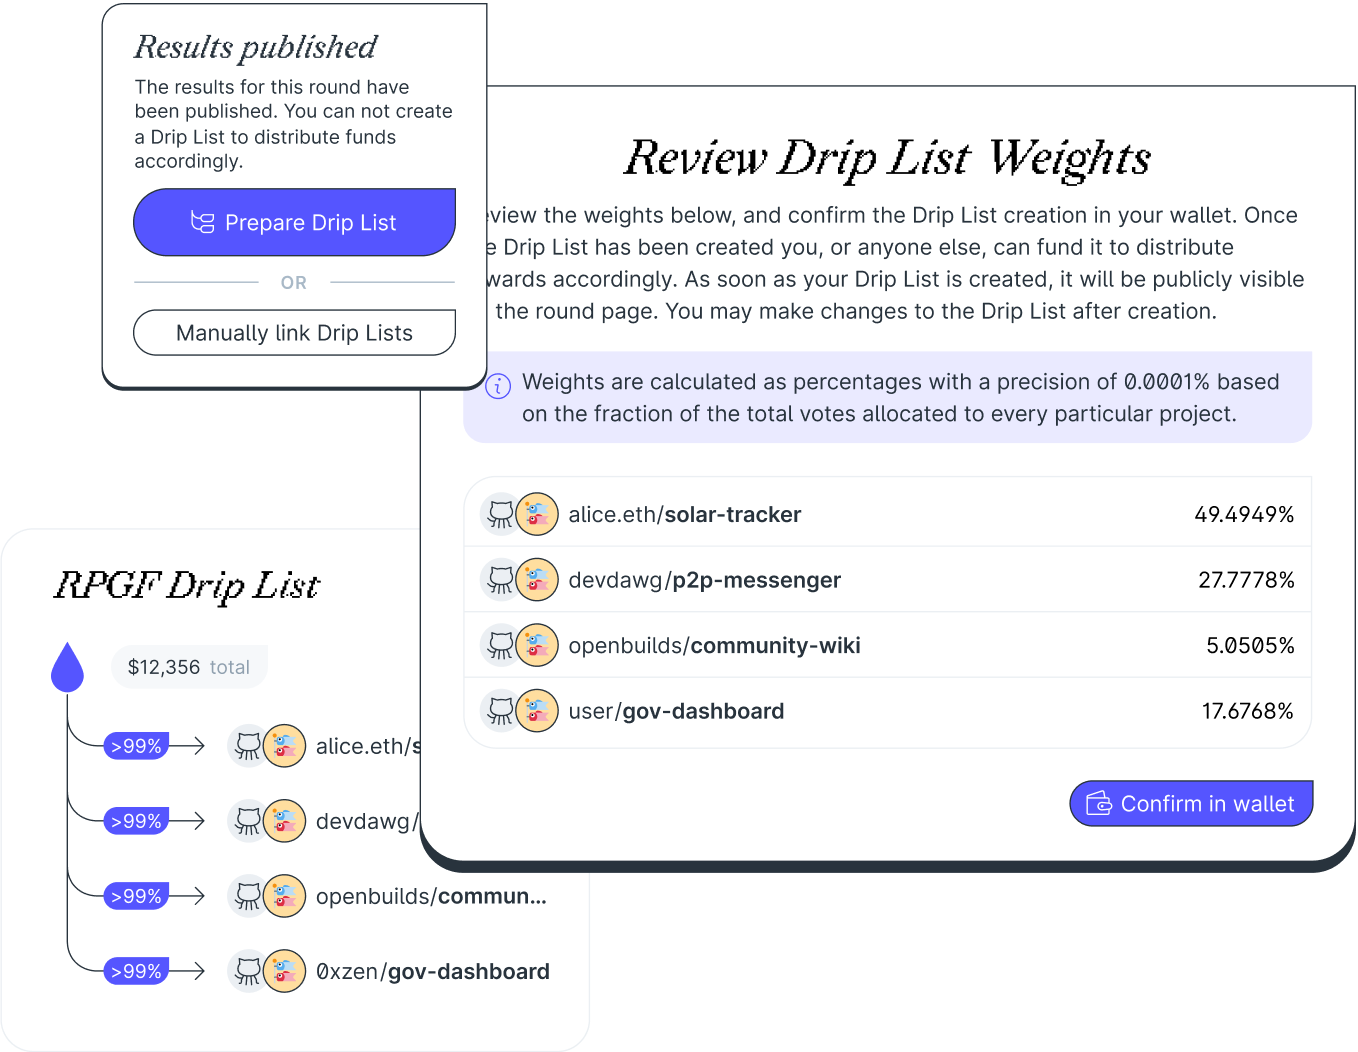 Results published
The results for this round have
been published. You can not create
a Drip List to distribute funds
accordingly.
Prepare Drip List
OR
Manually link Drip Lists
Review Drip List Weights
eview the weights below, and confirm the Drip List creation in your wallet. Once
e Drip List has been created you, or anyone else, can fund it to distribute
wards accordingly. As soon as your Drip List is created, it will be publicly visible
the round page. You may make changes to the Drip List after creation.
Weights are calculated as percentages with a precision of 0.0001% based
on the fraction of the total votes allocated to every particular project.
alice.eth/solar-tracker 49.4949%
devdawg/p2p-messenger 27.7778%
openbuilds/community-wiki 5.0505%
user/gov-dashboard 17.6768%
Confirm in wallet
RPGF Drip List
$12,356 total
>99% alice.eth/s
>99% devdawg/
>99% openbuilds/commun...
>99% 0xzen/gov-dashboard